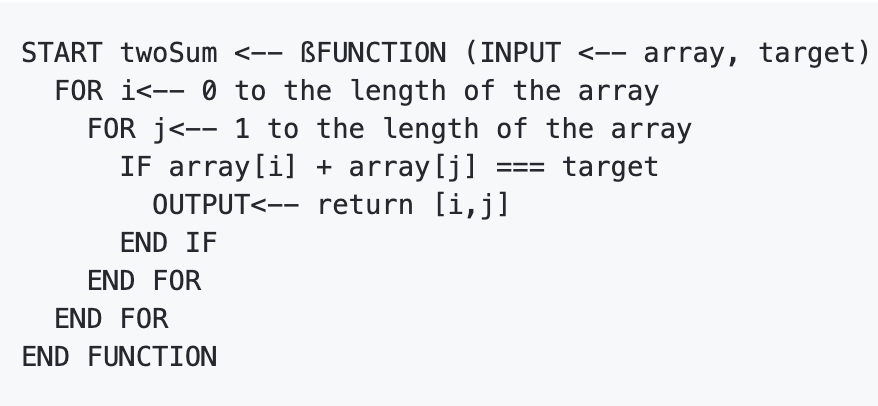 START twoSum <-- ßFUNCTION (INPUT <-- array, target)
FOR i<-- 0 to the length of the array
FOR j<-- 1 to the length of the array
IF array[i] + array[j] === target
OUTPUT<-- return [i,j]
END IF
END FOR
END FOR
END FUNCTION